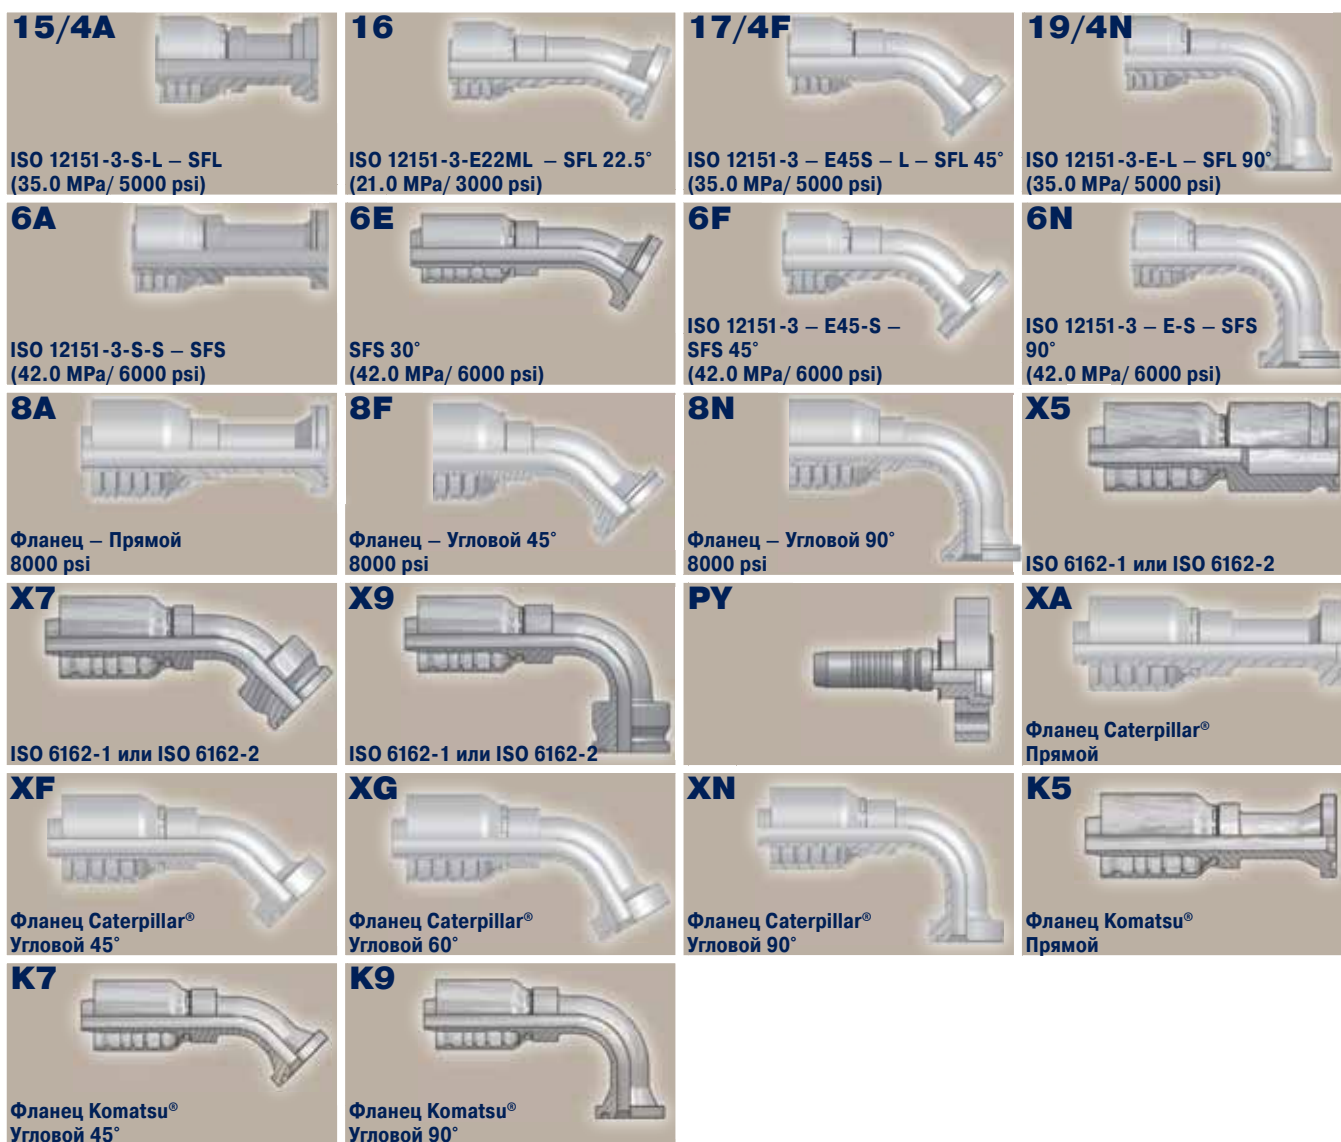 15/4A
ISO 12151-3-S-L – SFL
(35.0 MPa/ 5000 psi)
16
ISO 12151-3-E22ML – SFL 22.5°
(21.0 MPa/ 3000 psi)
17/4F
ISO 12151-3 – E45S – L – SFL 45°
(35.0 MPa/ 5000 psi)
19/4N
ISO 12151-3-E-L – SFL 90°
(35.0 MPa/ 5000 psi)
6A
ISO 12151-3-S-S – SFS
(42.0 MPa/ 6000 psi)
6E
SFS 30°
(42.0 MPa/ 6000 psi)
6F
ISO 12151-3 – E45-S –
SFS 45°
(42.0 MPa/ 6000 psi)
6N
ISO 12151-3 – E-S – SFS
90°
(42.0 MPa/ 6000 psi)
8A
Фланец – Прямой
8000 psi
8F
Фланец – Угловой 45°
8000 psi
8N
Фланец – Угловой 90°
8000 psi
X5
ISO 6162-1 или ISO 6162-2
X7
ISO 6162-1 или ISO 6162-2
X9
ISO 6162-1 или ISO 6162-2
PY
XA
Фланец Caterpillar®
Прямой
XF
Фланец Caterpillar®
Угловой 45°
XG
Фланец Caterpillar®
Угловой 60°
XN
Фланец Caterpillar®
Угловой 90°
K5
Фланец Komatsu®
Прямой
K7
Фланец Komatsu®
Угловой 45°
K9
Фланец Komatsu®
Угловой 90°